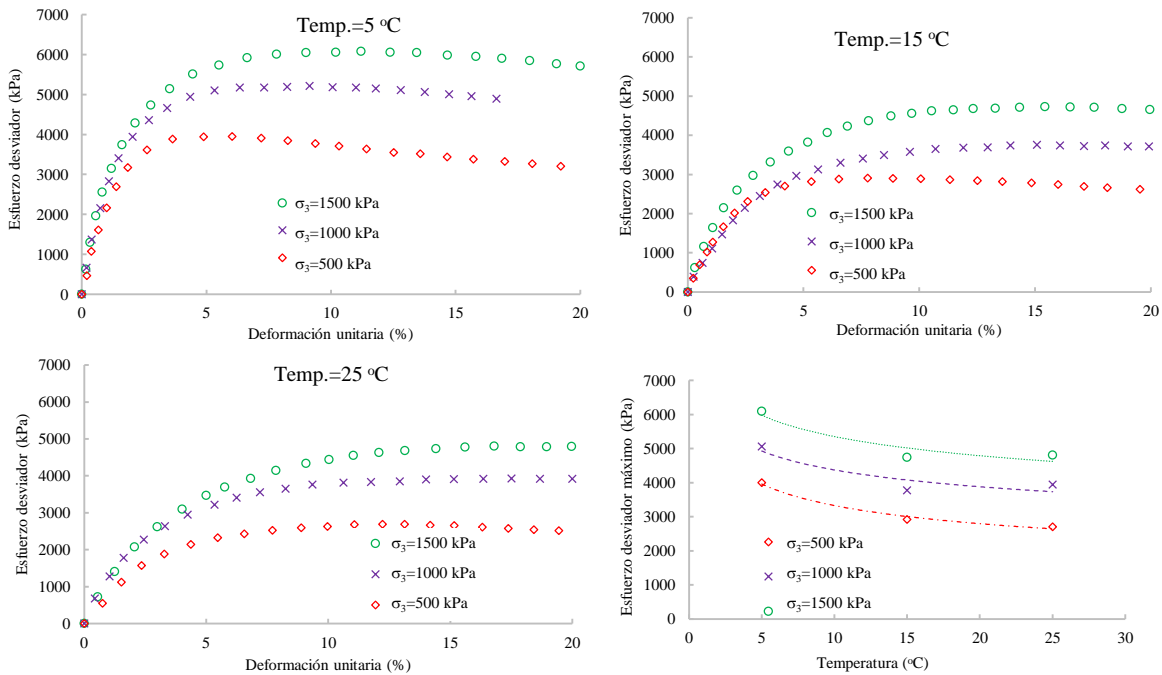 Temp.=5 °C
Esfuerzo desviador (kPa)
7000
6000
5000
4000
3000
2000
1000
0
σ₃=1500 kPa
σ₃=1000 kPa
σ₃=500 kPa
0 5 10 15 20
Deformación unitaria (%)
Temp.=15 °C
Esfuerzo desviador (kPa)
7000
6000
5000
4000
3000
2000
1000
0
σ₃=1500 kPa
σ₃=1000 kPa
σ₃=500 kPa
0 5 10 15 20
Deformación unitaria (%)
Temp.=25 °C
Esfuerzo desviador (kPa)
7000
6000
5000
4000
3000
2000
1000
0
σ₃=1500 kPa
σ₃=1000 kPa
σ₃=500 kPa
0 5 10 15 20
Deformación unitaria (%)
Esfuerzo desviador máximo (kPa)
7000
6000
5000
4000
3000
2000
1000
0
σ₃=500 kPa
σ₃=1000 kPa
σ₃=1500 kPa
0 5 10 15 20 25 30
Temperatura (°C)